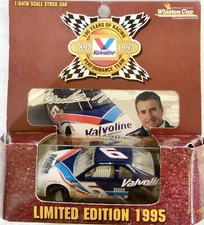 1:64TH SCALE STOCK CAR
Winston Cup
100 YEARS OF RACING
1895 Valvoline 1995
PERFORMANCE TEAM
Valvoline
6
Valvoline
LIMITED EDITION 1995